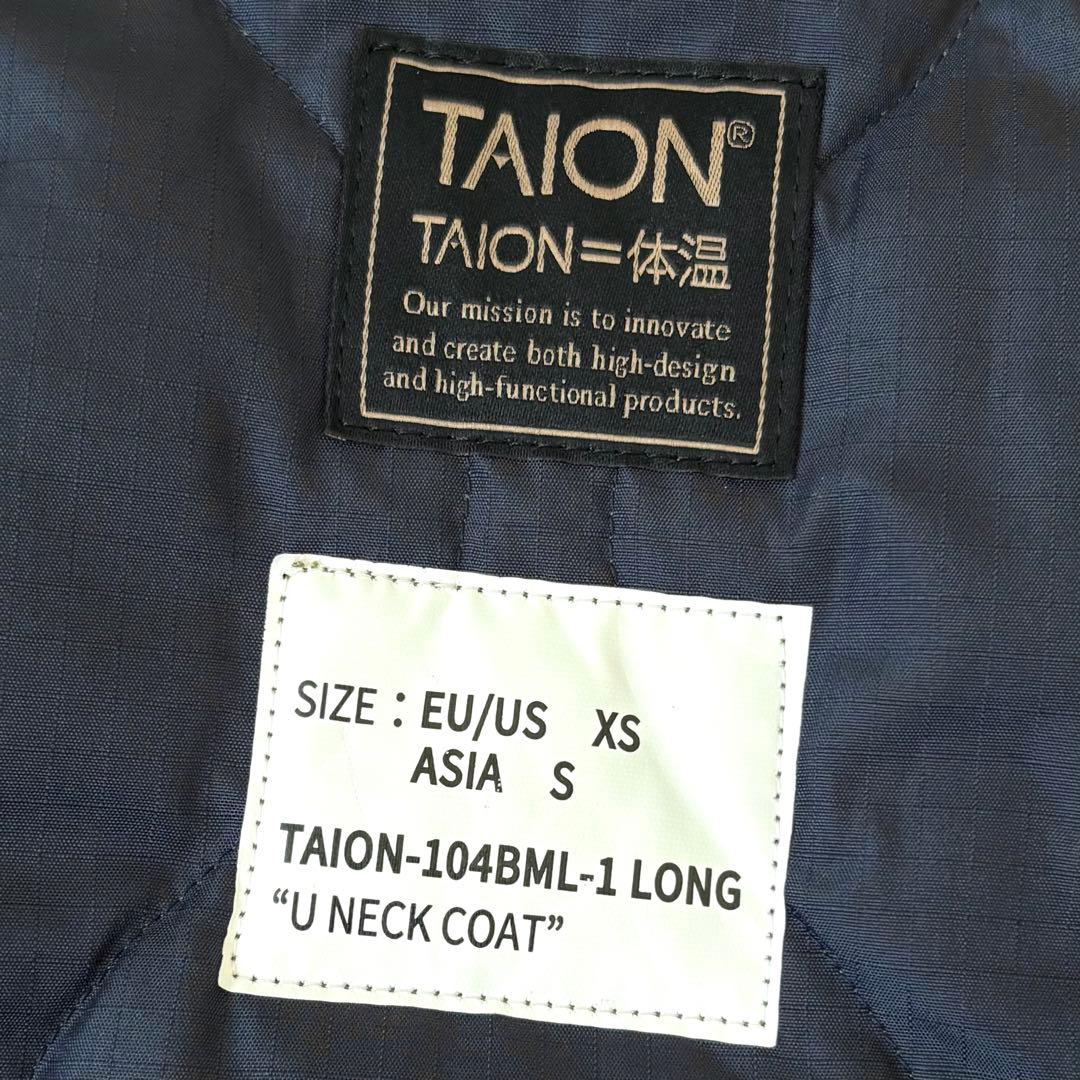 TAION®
TAION=体温
Our mission is to innovate
and create both high-design
and high-functional products.
SIZE : EU/US XS
ASIA S
TAION-104BML-1 LONG
“U NECK COAT”